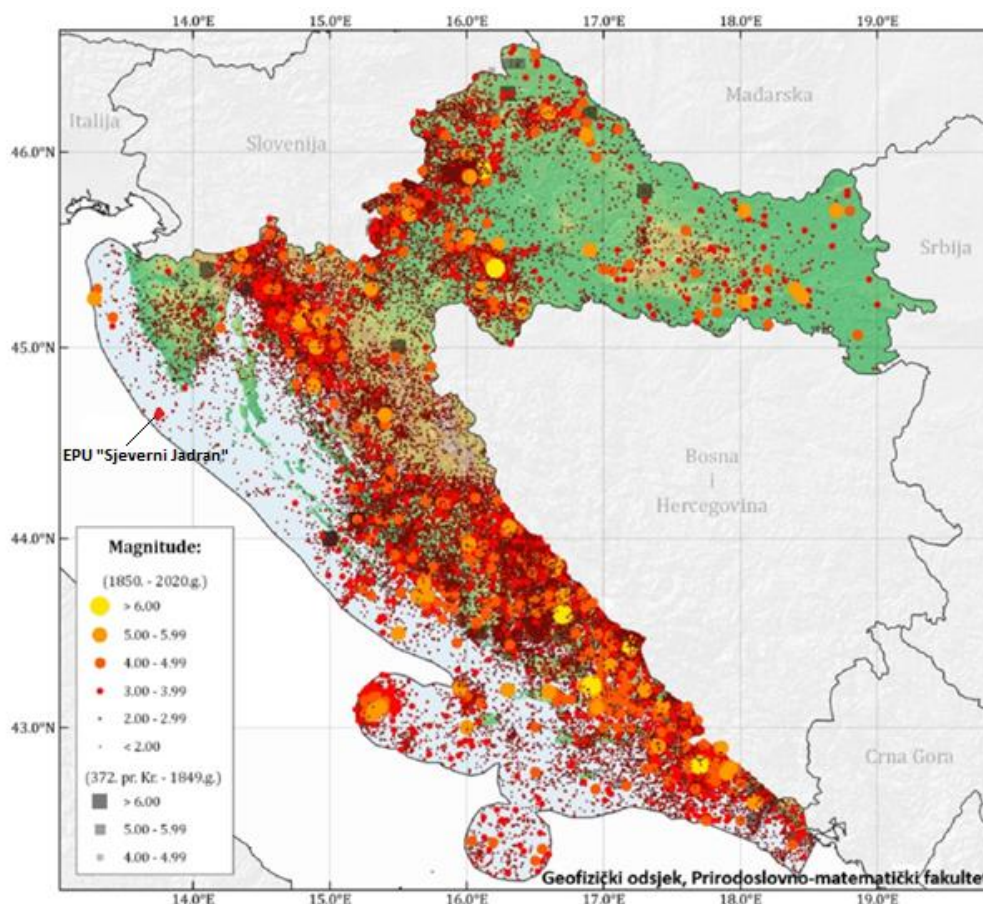 14.0°E 15.0°E 16.0°E 17.0°E 18.0°E 19.0°E
Mađarska
Italija
Slovenija
46.0°N
Srbija
45.0°N
EPU "Sjeverni Jadran"
Bosna
i
Hercegovina
44.0°N
Magnitude:
(1850. - 2020.g.)
> 6.00
5.00 - 5.99
4.00 - 4.99
3.00 - 3.99
2.00 - 2.99
< 2.00
43.0°N
Crna Gora
(372. pr. Kr. - 1849.g.)
> 6.00
5.00 - 5.99
4.00 - 4.99
Geofizički odsjek, Prirodoslovno-matematički fakultet
14.0°E 15.0°E 16.0°E 17.0°E 18.0°E 19.0°E